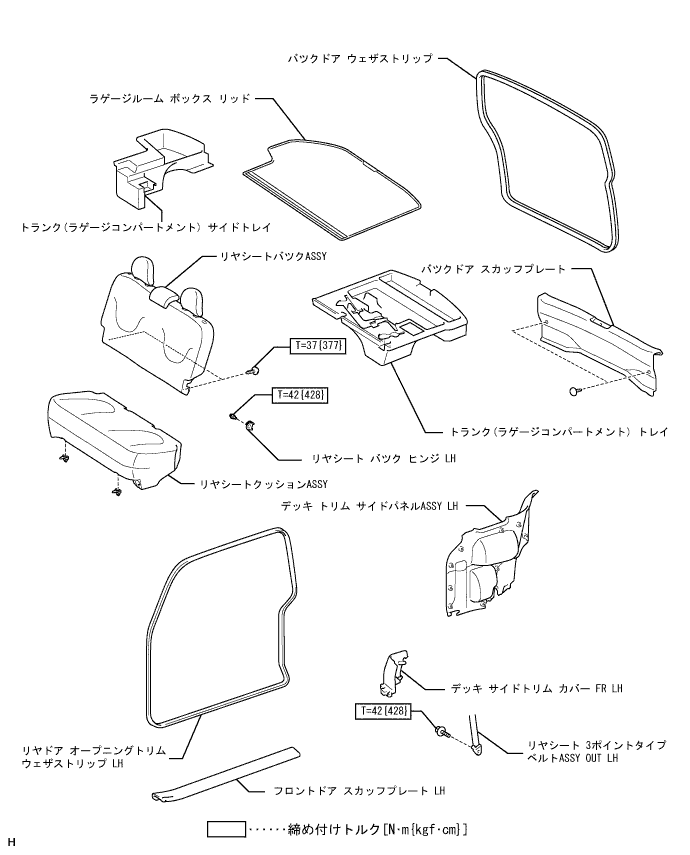 バックドア ウェザストリップ
ラゲージルーム ボックス リッド
トランク(ラゲージコンパートメント) サイドトレイ
リヤシートバックASSY
バックドア スカッフプレート
T=37{377}
T=42{428}
トランク(ラゲージコンパートメント) トレイ
リヤシート バック ヒンジ LH
リヤシートクッションASSY
デッキ トリム サイドパネルASSY LH
デッキ サイドトリム カバー FR LH
T=42{428}
リヤシート 3ポイントタイプ
ベルトASSY OUT LH
リヤドア オープニングトリム
ウェザストリップ LH
フロントドア スカッフプレート LH
······締め付けトルク[N·m{kgf·cm}]
H